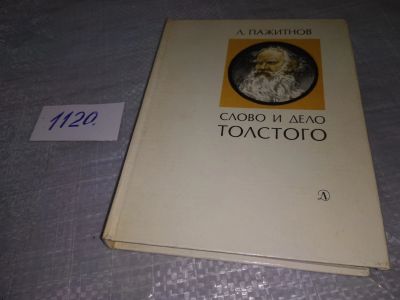 Л. ПАЖИТНОВ
СЛОВО И ДЕЛО
ТОЛСТОГО
1120.